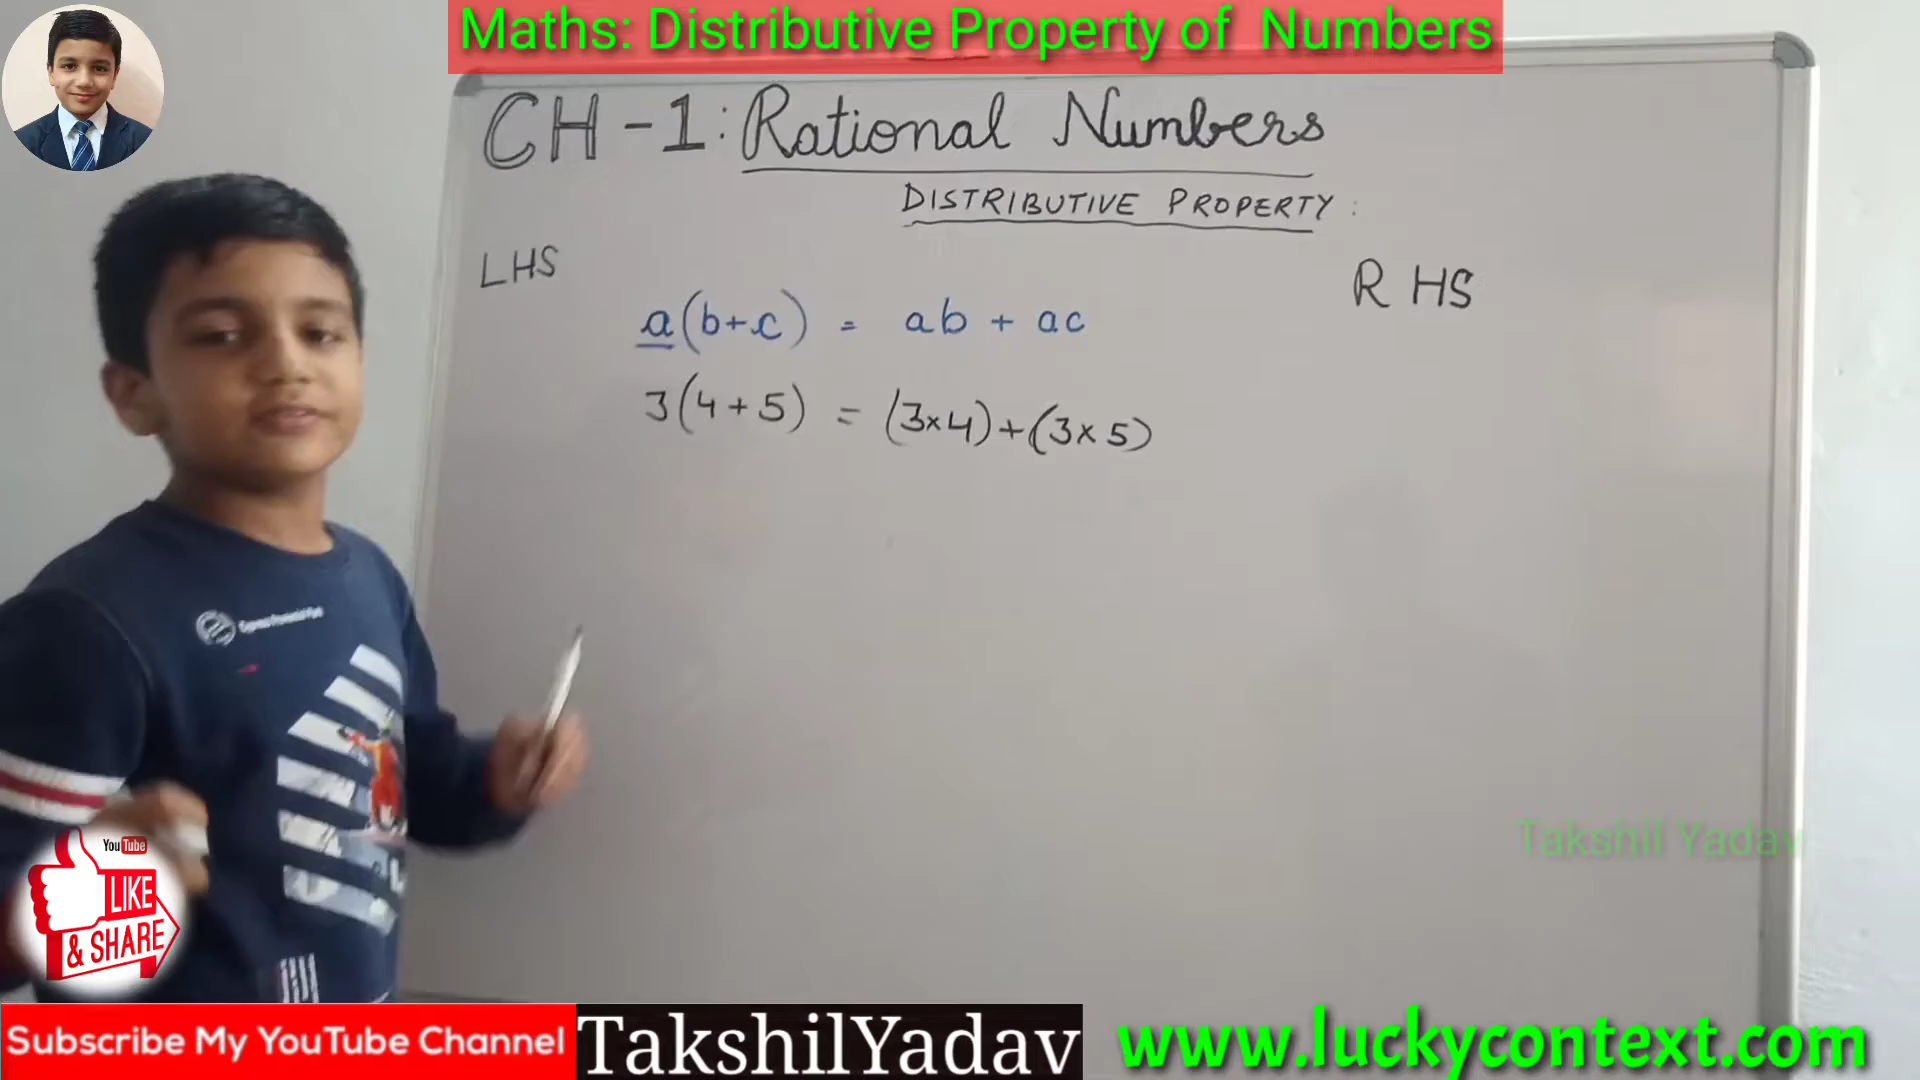 Maths: Distributive Property of Numbers
CH-1: Rational Numbers
DISTRIBUTIVE PROPERTY:
LHS
RHS
a(b+c) = ab + ac
3(4+5) = (3×4)+(3×5)
Takshil Yadav
YouTube
LIKE
& SHARE
Subscribe My YouTube Channel
TakshilYadav
www.luckycontext.com